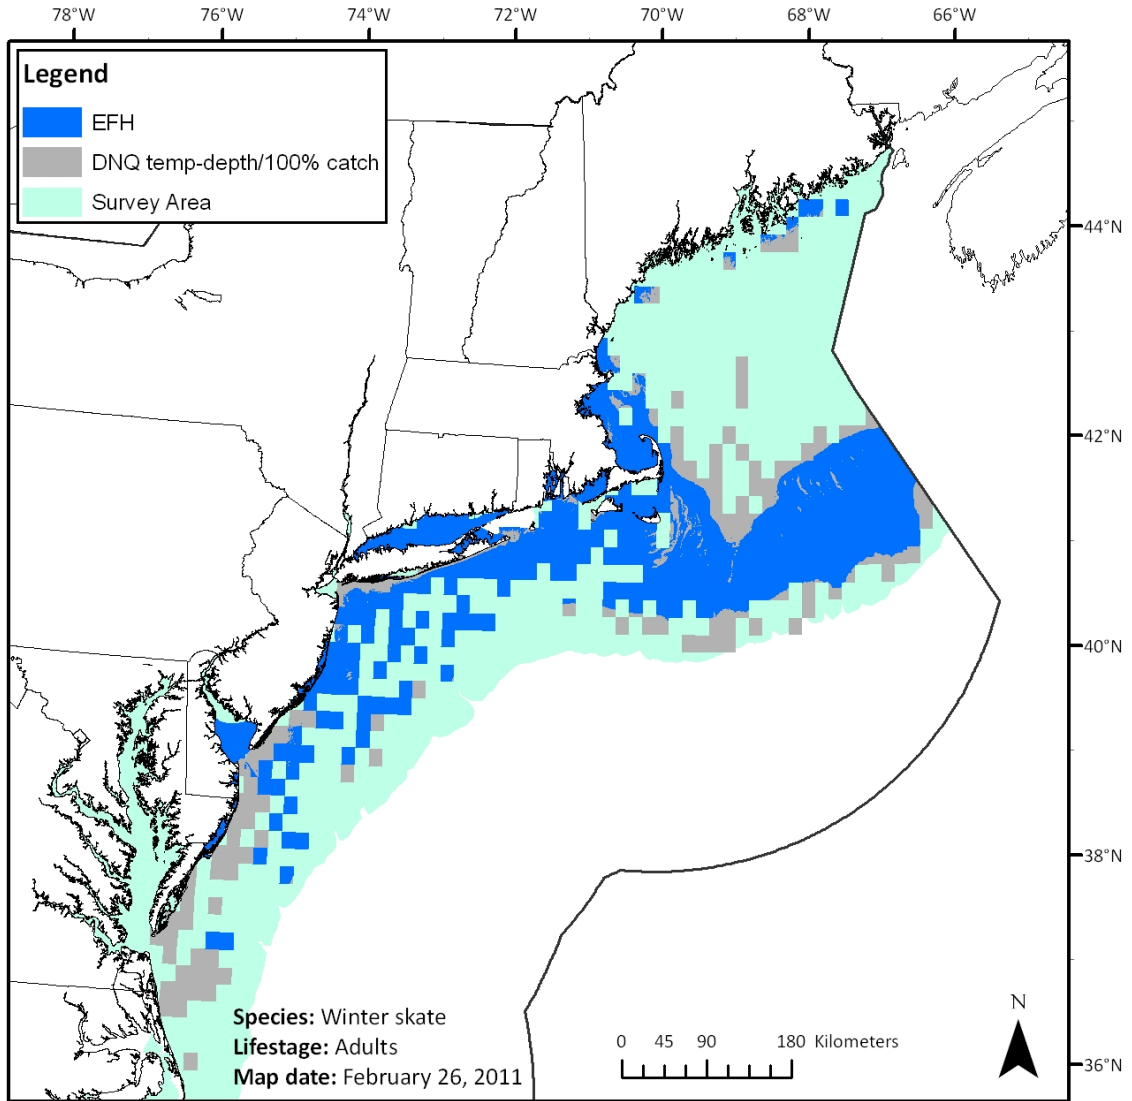 78°W 76°W 74°W 72°W 70°W 68°W 66°W
Legend
EFH
DNQ temp-depth/100% catch
Survey Area
44°N
42°N
40°N
38°N
36°N
Species: Winter skate
Lifestage: Adults
Map date: February 26, 2011
0 45 90 180 Kilometers
N